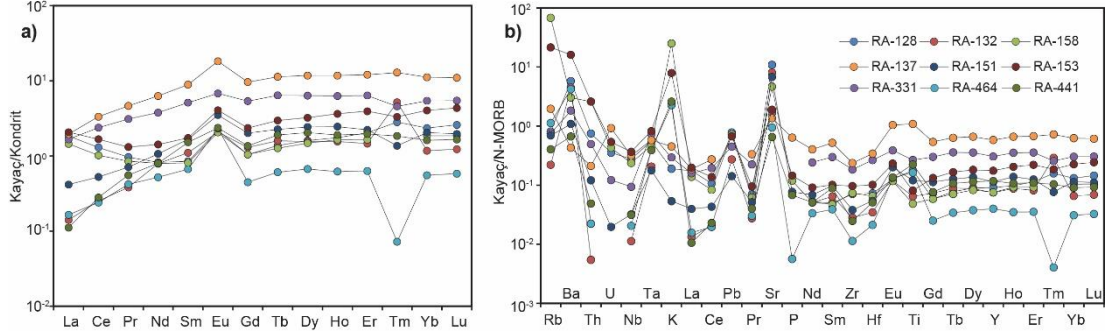 a)
Kayaç/Kondrit
10²
10¹
10⁰
10⁻¹
10⁻²
La Ce Pr Nd Sm Eu Gd Tb Dy Ho Er Tm Yb Lu
b)
Kayaç/N-MORB
10²
10¹
10⁰
10⁻¹
10⁻²
10⁻³
RA-128 RA-132 RA-158
RA-137 RA-151 RA-153
RA-331 RA-464 RA-441
Ba U Ta La Pb Sr Nd Zr Eu Gd Dy Ho Tm Lu
Rb Th Nb K Ce Pr P Sm Hf Ti Tb Y Er Yb